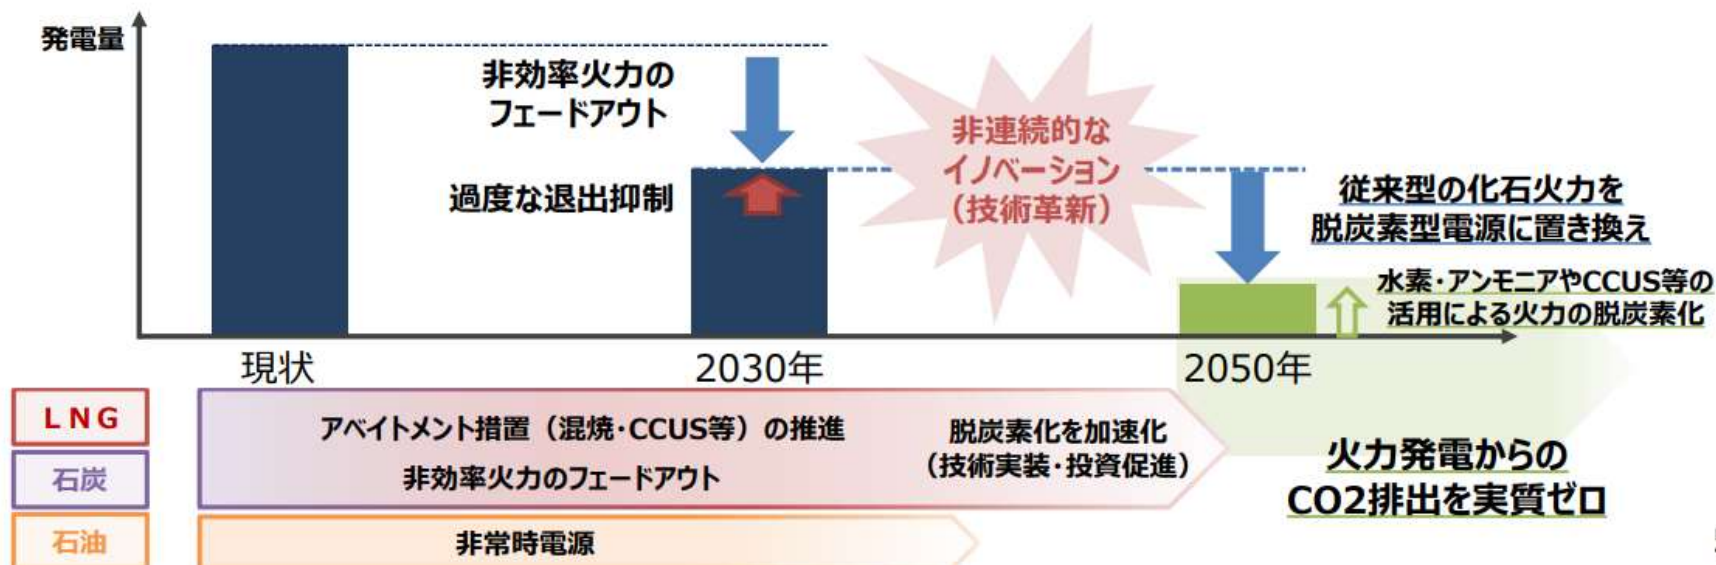 発電量
非効率火力の
フェードアウト
過度な退出抑制
非連続的な
イノベーション
（技術革新）
従来型の化石火力を
脱炭素型電源に置き換え
水素・アンモニアやCCUS等の
活用による火力の脱炭素化
現状
2030年
2050年
LNG
石炭
石油
アベイトメント措置（混焼・CCUS等）の推進
非効率火力のフェードアウト
脱炭素化を加速化
（技術実装・投資促進）
非常時電源
火力発電からの
CO2排出を実質ゼロ